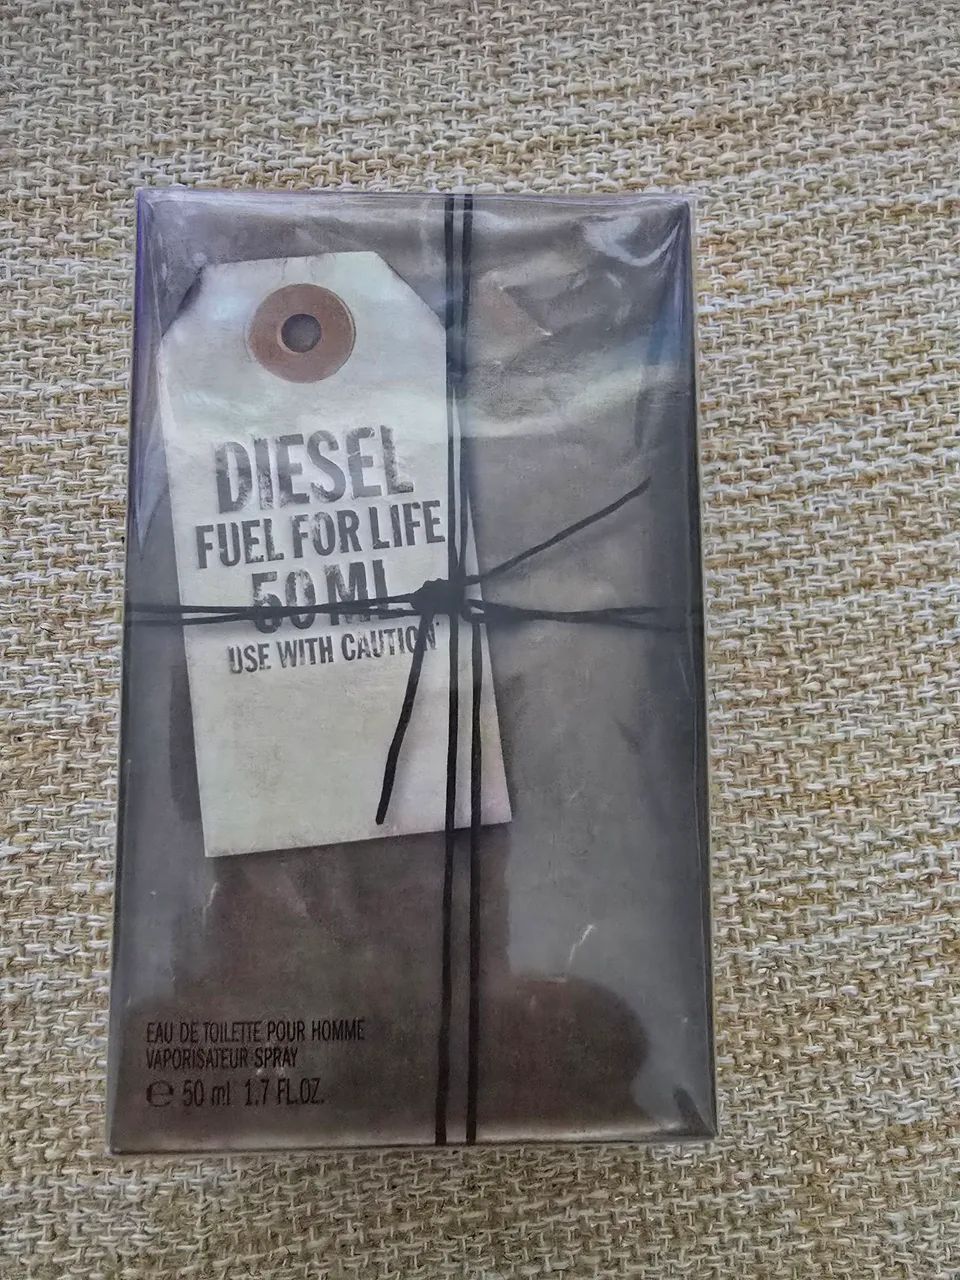 DIESEL
FUEL FOR LIFE
50 ML
USE WITH CAUTION
EAU DE TOILETTE POUR HOMME
VAPORISATEUR SPRAY
℮ 50 ml 1.7 FL.OZ.